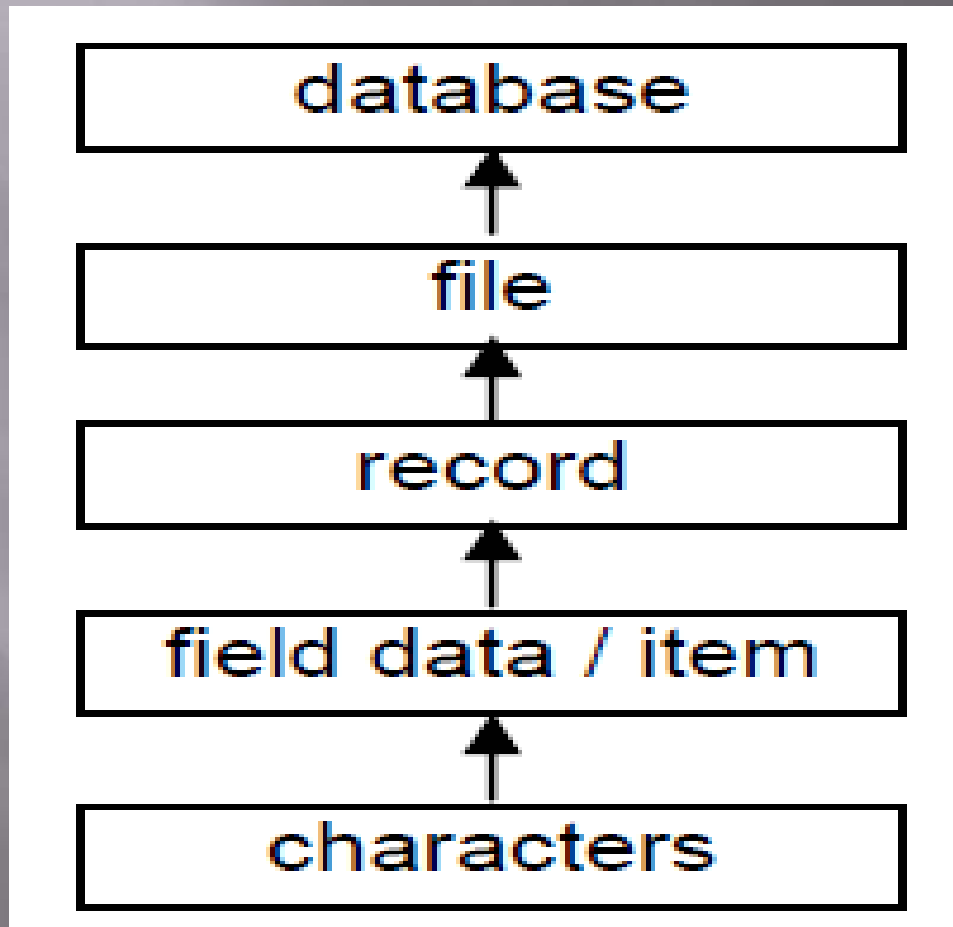 database
file
record
field data / item
characters